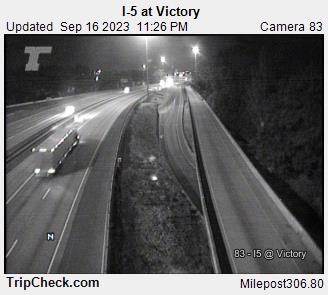 I-5 at Victory
Updated  Sep 16 2023  11:26 PM
Camera 83
T
N
83 - I5 @ Victory
TripCheck.com
Milepost306.80